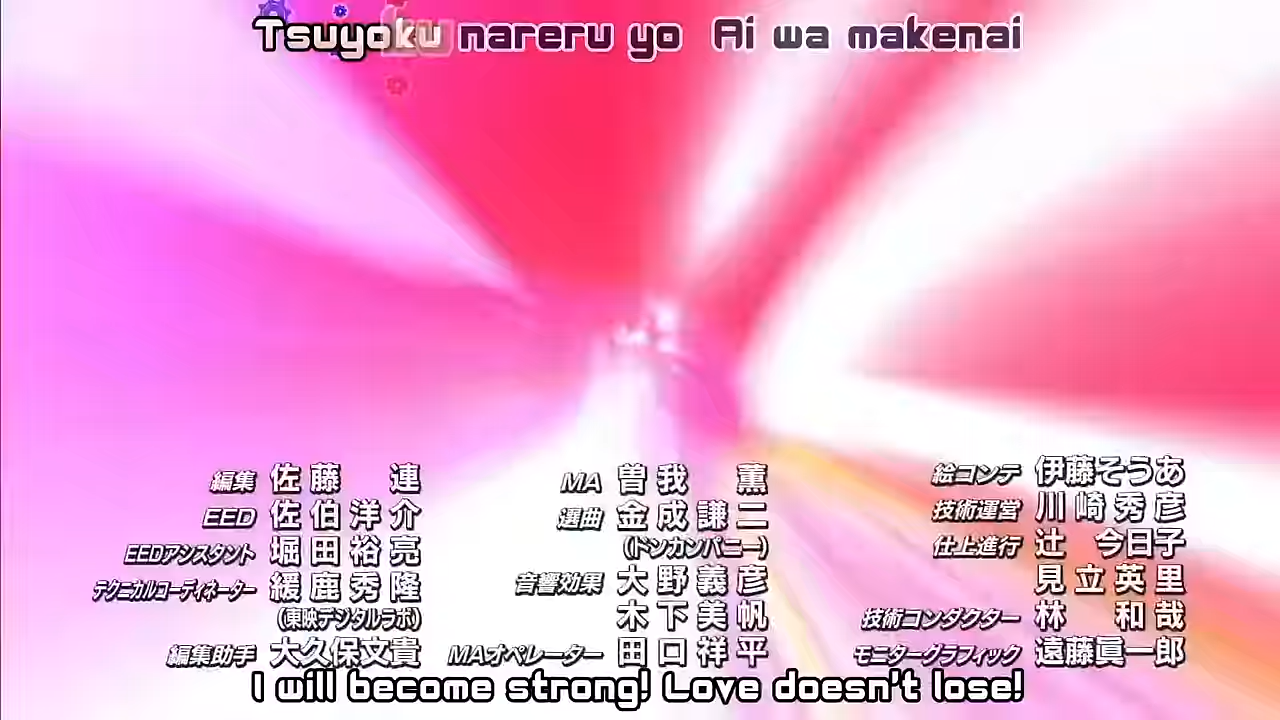 Tsuyoku nareru yo Ai wa makenai
編集 佐藤 連
EED 佐伯洋介
EEDアシスタント 堀田裕亮
テクニカルコーディネーター 緩鹿秀隆
(東映デジタルラボ)
編集助手 大久保文貴
MA 曽我 薫
選曲 金成謙二
(ドンカンパニー)
音響効果 大野義彦
木下美帆
MAオペレーター 田口祥平
絵コンテ 伊藤そうあ
技術運営 川崎秀彦
仕上進行 辻 今日子
見立英里
技術コンダクター 林 和哉
モニターグラフィック 遠藤眞一郎
I will become strong! Love doesn't lose!